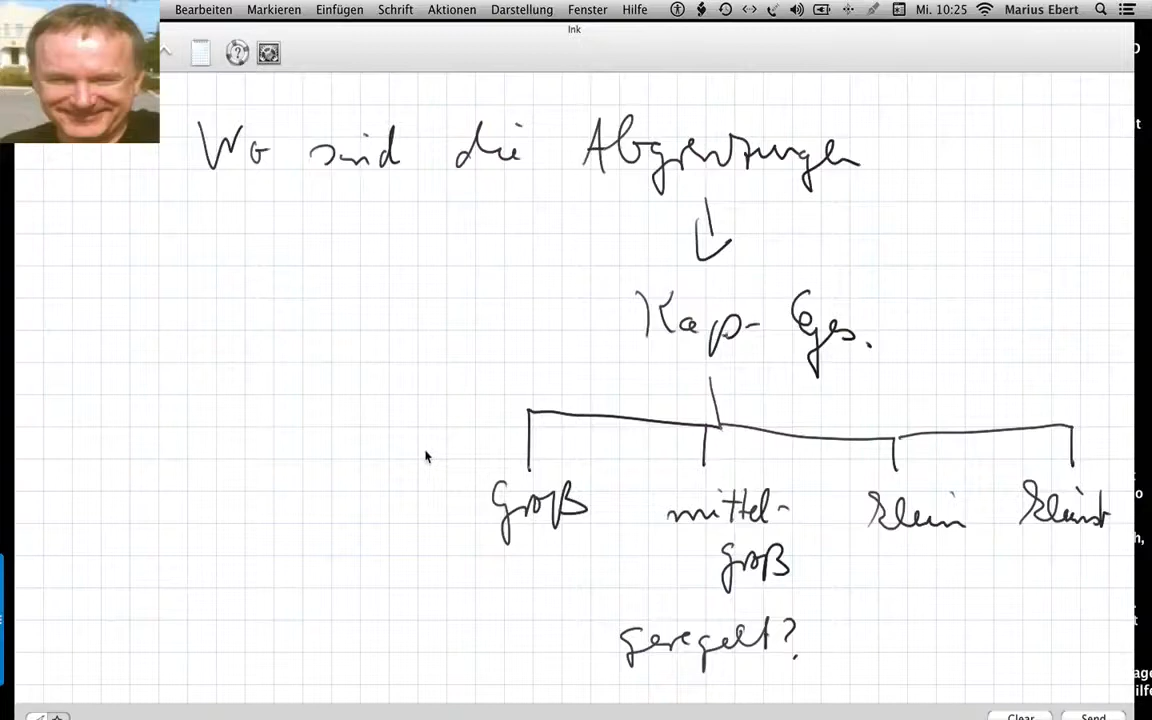 Bearbeiten Markieren Einfügen Schrift Aktionen Darstellung Fenster Hilfe Mi. 10:25 Marius Ebert
Ink
Wo sind die Abgrenzungen
Kap-Ges.
Groß mittel- klein kleinst
groß
geregelt?
Clear Send